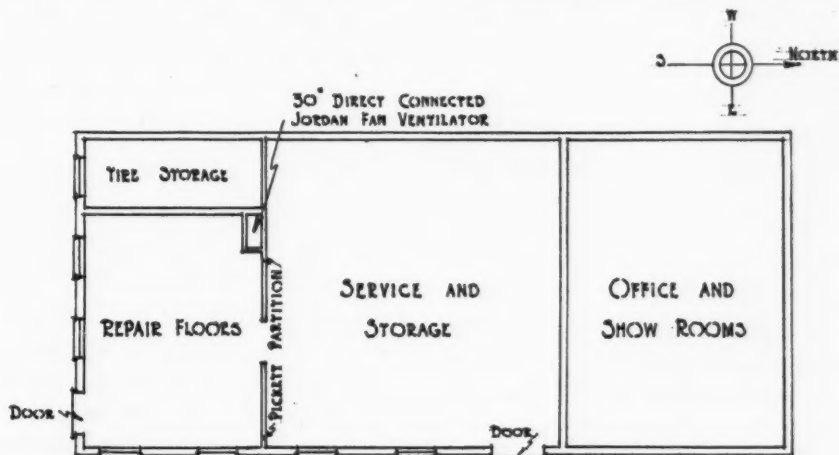 W
S
NORTH
E
30" DIRECT CONNECTED
JORDAN FAN VENTILATOR
TIRE STORAGE
REPAIR FLOORS
PICKETT PARTITION
SERVICE AND
STORAGE
OFFICE AND
SHOW ROOMS
DOOR
DOOR